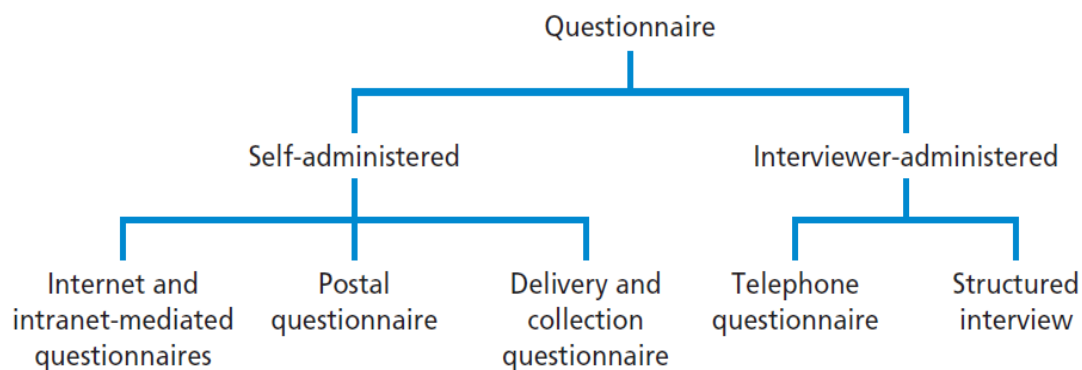 Questionnaire
Self-administered
Interviewer-administered
Internet and
intranet-mediated
questionnaires
Postal
questionnaire
Delivery and
collection
questionnaire
Telephone
questionnaire
Structured
interview